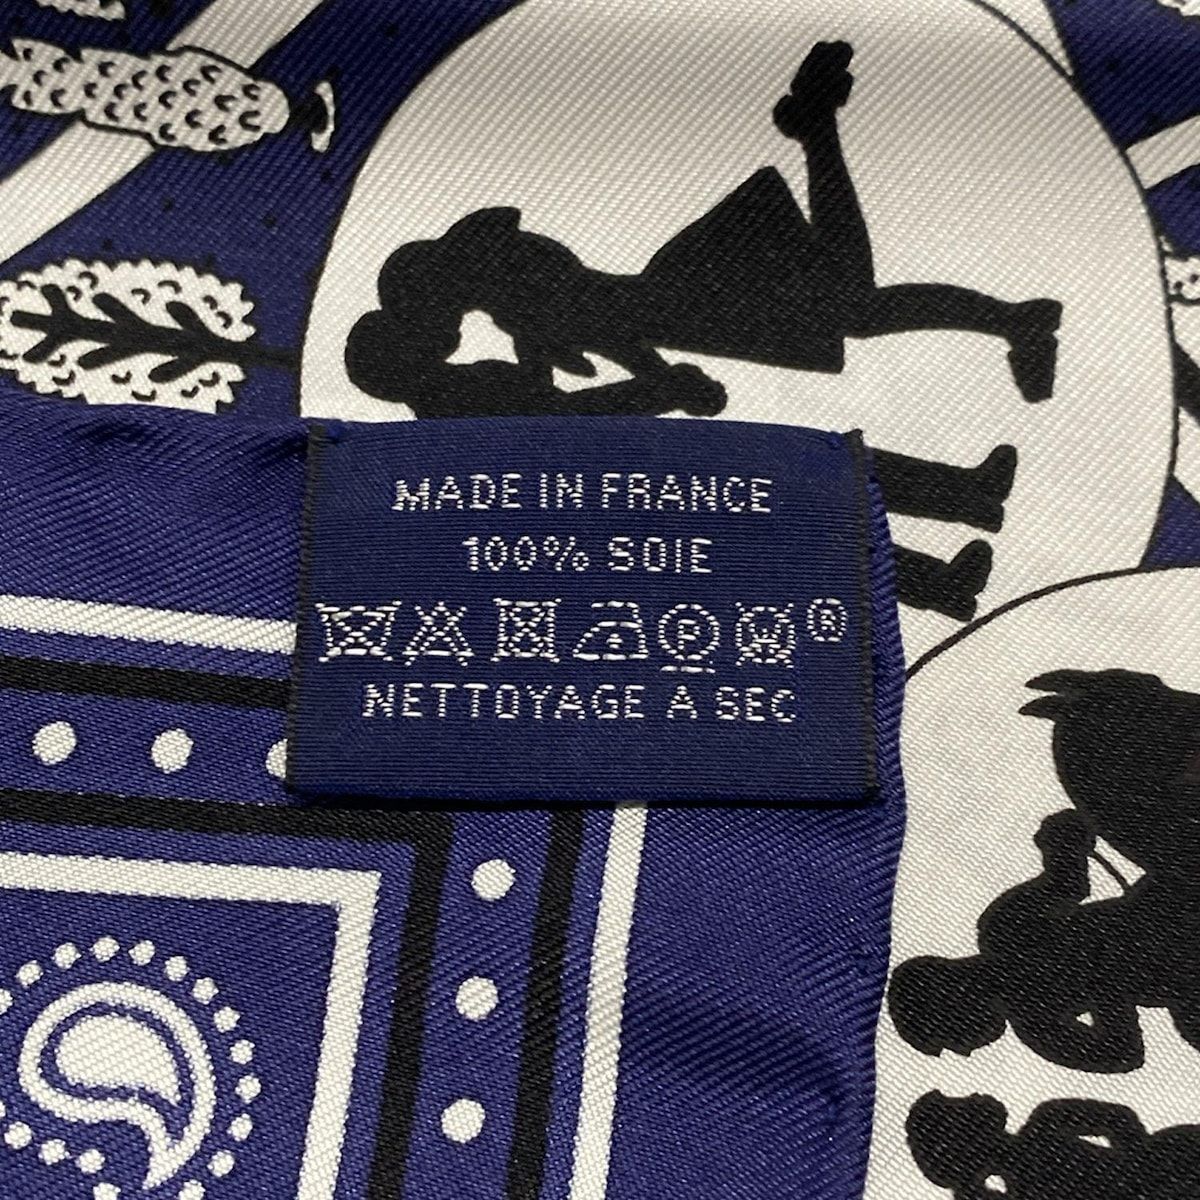 MADE IN FRANCE
100% SOIE
P W ®
NETTOYAGE A SEC